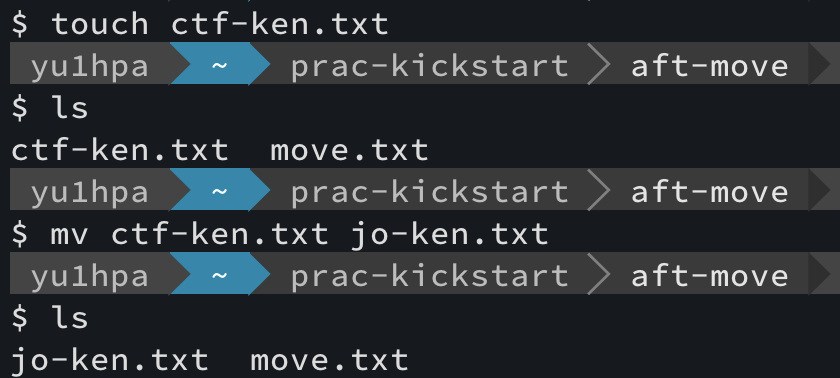 $ touch ctf-ken.txt
yu1hpa ~ prac-kickstart aft-move
$ ls
ctf-ken.txt  move.txt
yu1hpa ~ prac-kickstart aft-move
$ mv ctf-ken.txt jo-ken.txt
yu1hpa ~ prac-kickstart aft-move
$ ls
jo-ken.txt  move.txt